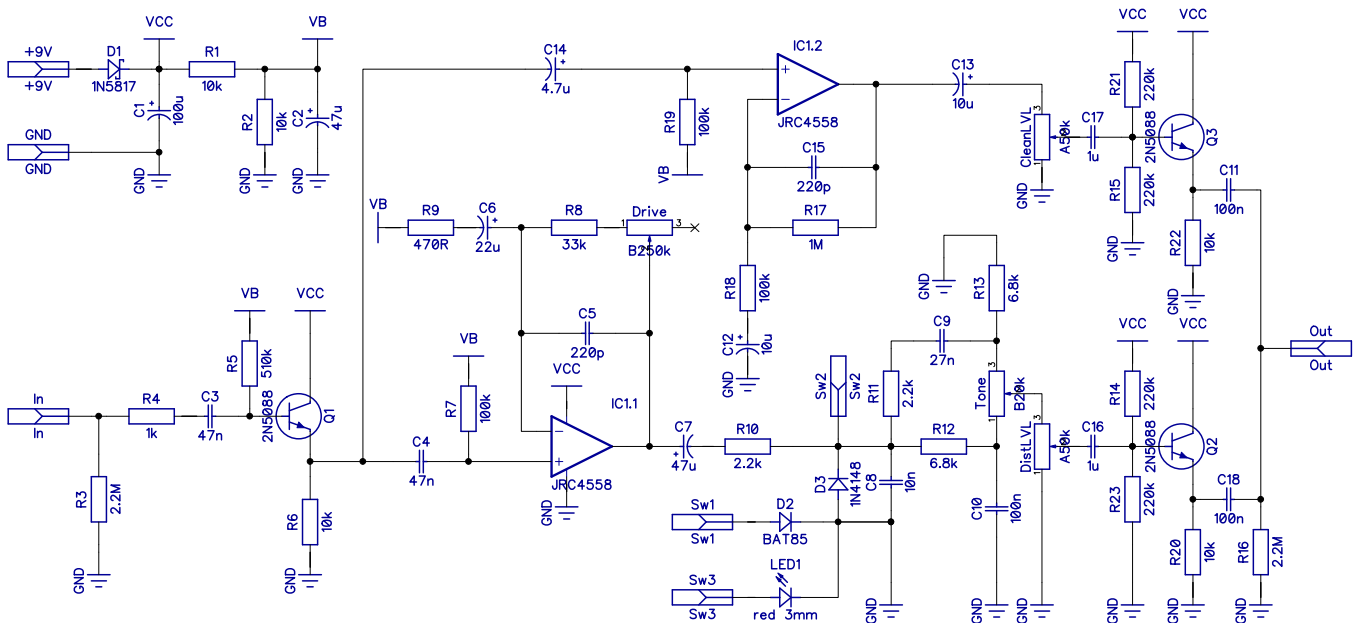 +9V
+9V
D1
1N5817
VCC
R1
10k
VB
C1
100u
R2
10k
C2
47u
GND
GND
GND
GND
GND
C14
4.7u
R19
100k
VB
IC1.2
JRC4558
C15
220p
R17
1M
R18
100k
C12
10u
GND
C13
10u
CleanLVL
A50k
3
1
GND
C17
1u
VCC
R21
220k
R15
220k
GND
VCC
2N5088
Q3
R22
10k
GND
C11
100n
VB
R9
470R
C6
22u
R8
33k
Drive
B250k
1
3
C5
220p
VCC
IC1.1
JRC4558
GND
VB
R7
100k
C4
47n
VB
R5
510k
VCC
2N5088
Q1
R6
10k
GND
In
In
R4
1k
C3
47n
R3
2.2M
GND
C7
47u
R10
2.2k
Sw2
Sw2
R11
2.2k
C9
27n
GND
R13
6.8k
Tone
B20k
3
1
R12
6.8k
D3
1N4148
C8
10n
C10
100n
GND
GND
Sw1
Sw1
D2
BAT85
Sw3
Sw3
LED1
red 3mm
DistLVL
A50k
3
1
GND
C16
1u
VCC
R14
220k
R23
220k
GND
VCC
2N5088
Q2
R20
10k
GND
C18
100n
R16
2.2M
GND
Out
Out